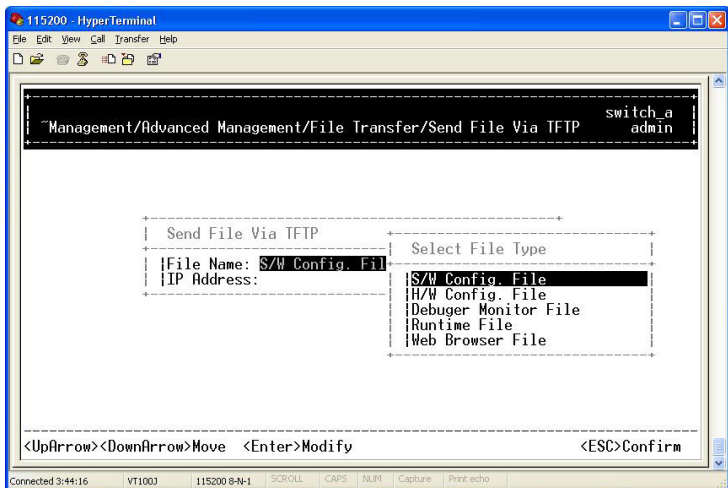 115200 - HyperTerminal
File Edit View Call Transfer Help
switch_a
~Management/Advanced Management/File Transfer/Send File Via TFTP admin
Send File Via TFTP
Select File Type
File Name: S/W Config. Fil
IP Address:
S/W Config. File
H/W Config. File
Debuger Monitor File
Runtime File
Web Browser File
<UpArrow><DownArrow>Move <Enter>Modify <ESC>Confirm
Connected 3:44:16 VT100J 115200 8-N-1 SCROLL CAPS NUM Capture Print echo